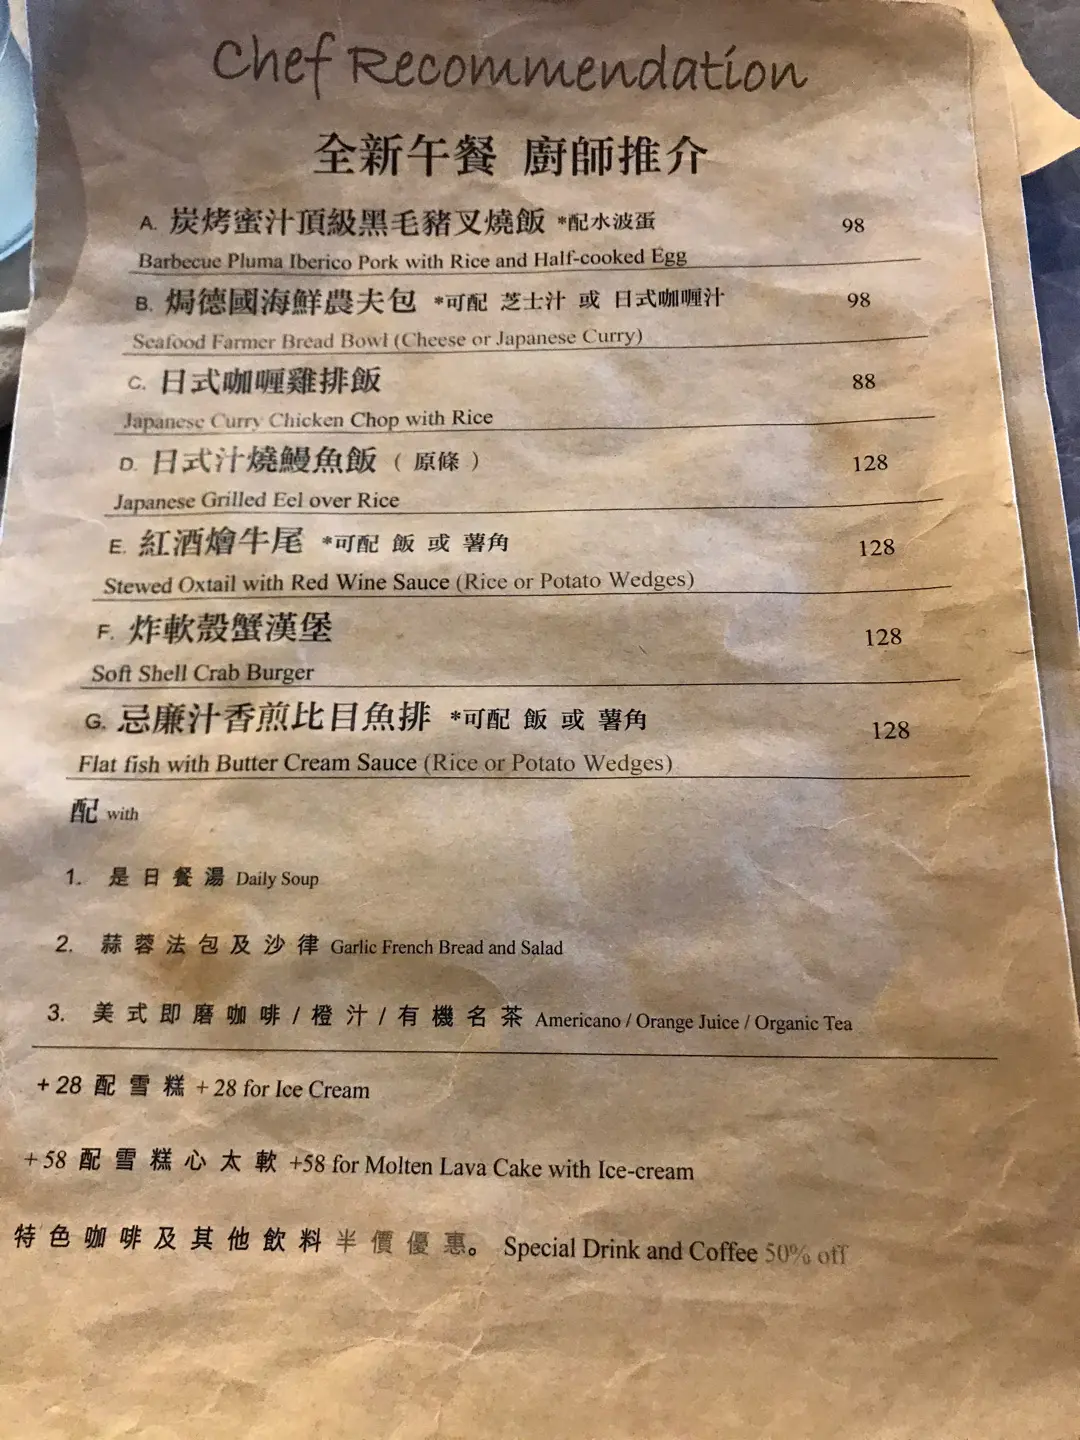 Chef Recommendation
全新午餐 廚師推介
A. 炭烤蜜汁頂級黑毛豬叉燒飯 *配水波蛋 98
Barbecue Pluma Iberico Pork with Rice and Half-cooked Egg
B. 焗德國海鮮農夫包 *可配 芝士汁 或 日式咖喱汁 98
Seafood Farmer Bread Bowl (Cheese or Japanese Curry)
C. 日式咖喱雞排飯 88
Japanese Curry Chicken Chop with Rice
D. 日式汁燒鰻魚飯 ( 原條 ) 128
Japanese Grilled Eel over Rice
E. 紅酒燴牛尾 *可配 飯 或 薯角 128
Stewed Oxtail with Red Wine Sauce (Rice or Potato Wedges)
F. 炸軟殼蟹漢堡 128
Soft Shell Crab Burger
G. 忌廉汁香煎比目魚排 *可配 飯 或 薯角 128
Flat fish with Butter Cream Sauce (Rice or Potato Wedges)
配 with
1. 是日餐湯 Daily Soup
2. 蒜蓉法包及沙律 Garlic French Bread and Salad
3. 美式即磨咖啡/橙汁/有機名茶 Americano / Orange Juice / Organic Tea
+28 配雪糕 +28 for Ice Cream
+58 配雪糕心太軟 +58 for Molten Lava Cake with Ice-cream
特色咖啡及其他飲料半價優惠。 Special Drink and Coffee 50% off